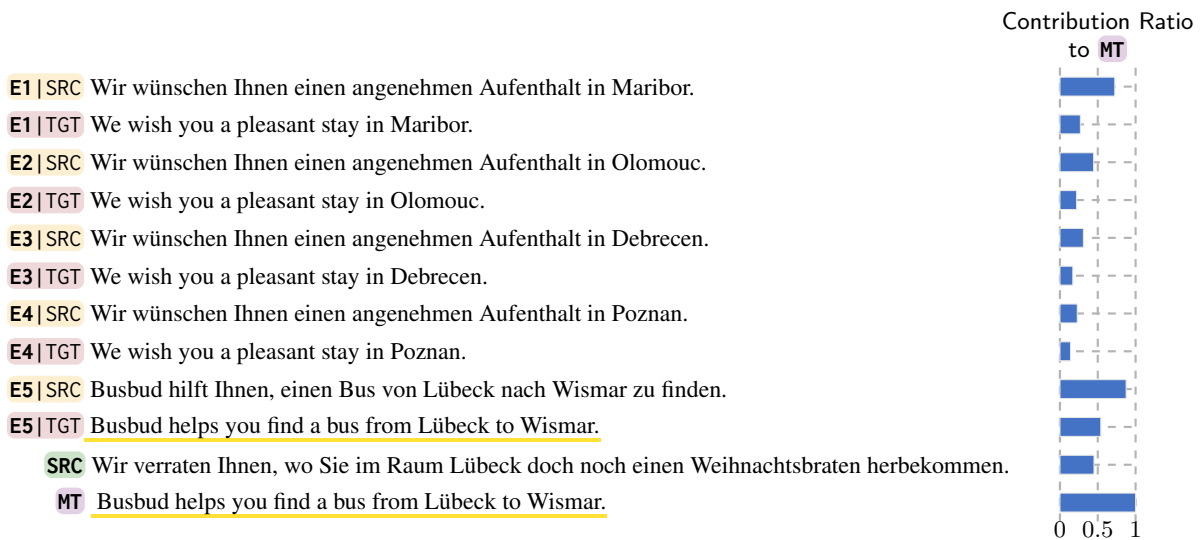 Contribution Ratio
to MT
E1|SRC Wir wünschen Ihnen einen angenehmen Aufenthalt in Maribor.
E1|TGT We wish you a pleasant stay in Maribor.
E2|SRC Wir wünschen Ihnen einen angenehmen Aufenthalt in Olomouc.
E2|TGT We wish you a pleasant stay in Olomouc.
E3|SRC Wir wünschen Ihnen einen angenehmen Aufenthalt in Debrecen.
E3|TGT We wish you a pleasant stay in Debrecen.
E4|SRC Wir wünschen Ihnen einen angenehmen Aufenthalt in Poznan.
E4|TGT We wish you a pleasant stay in Poznan.
E5|SRC Busbud hilft Ihnen, einen Bus von Lübeck nach Wismar zu finden.
E5|TGT Busbud helps you find a bus from Lübeck to Wismar.
SRC Wir verraten Ihnen, wo Sie im Raum Lübeck doch noch einen Weihnachtsbraten herbekommen.
MT Busbud helps you find a bus from Lübeck to Wismar.
0 0.5 1